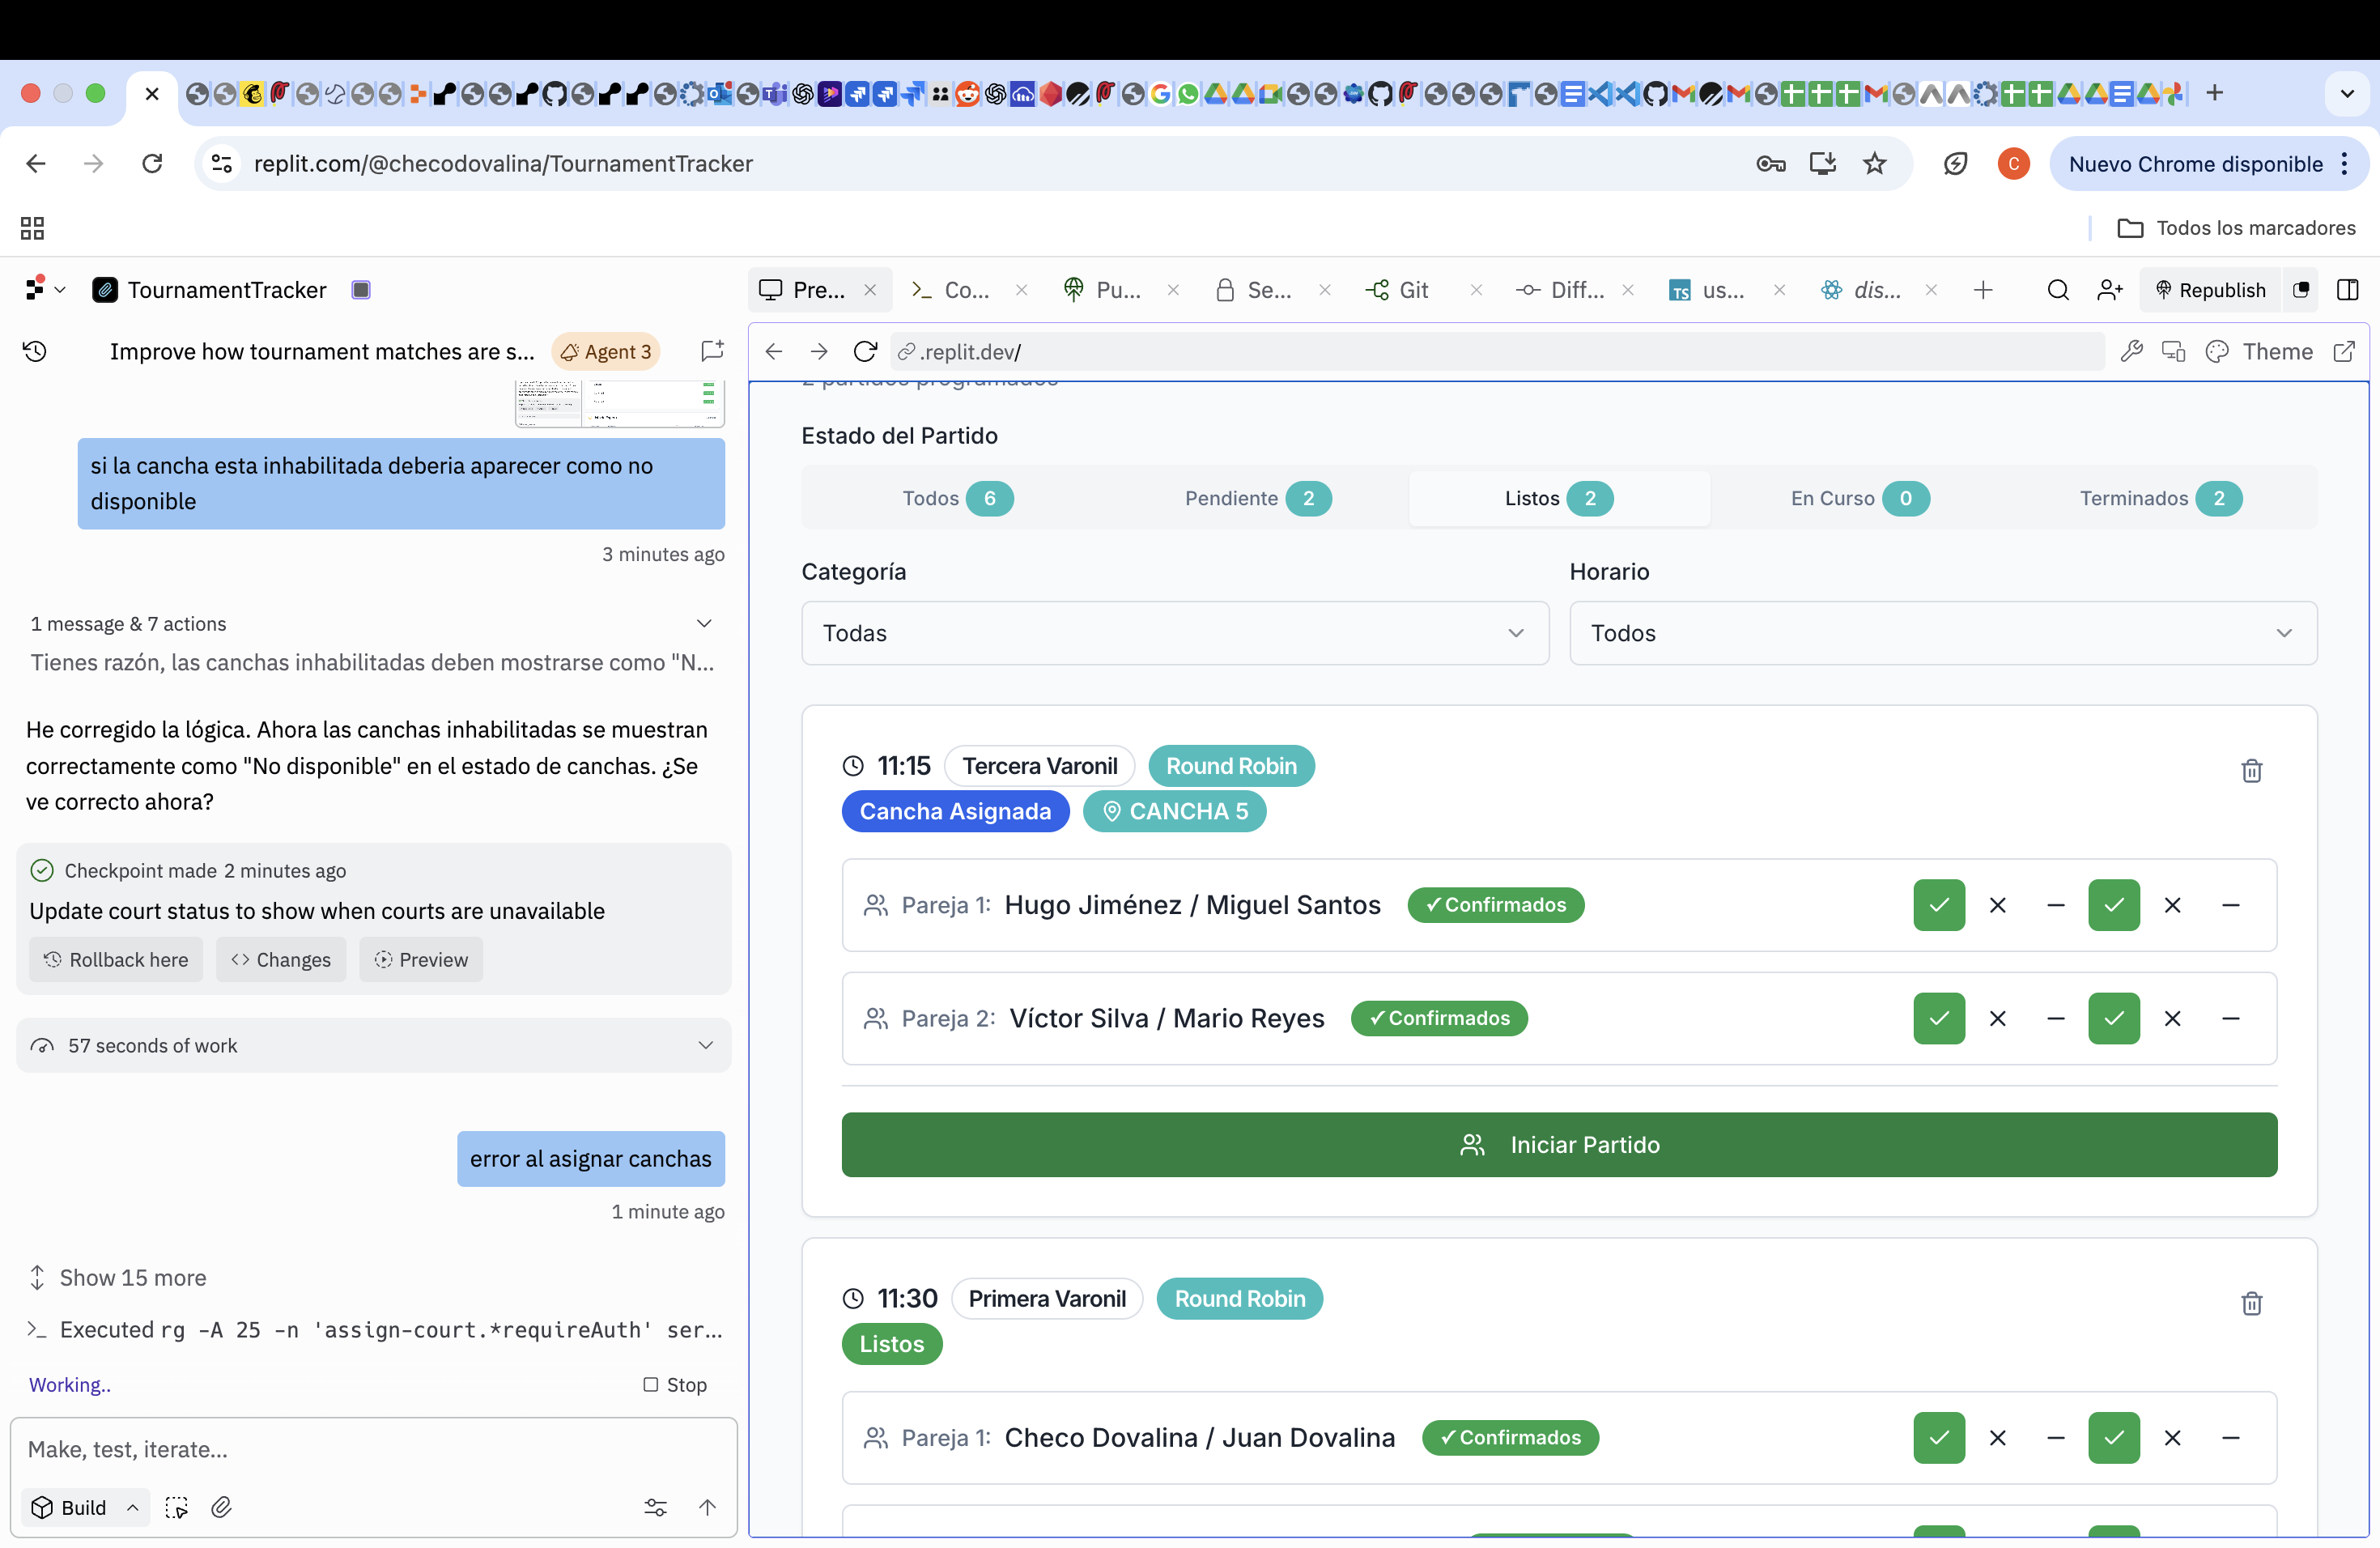 replit.com/@checodovalina/TournamentTracker
C
Nuevo Chrome disponible
Todos los marcadores
TournamentTracker
Pre...
Co...
Pu...
Se...
Git
Diff...
TS us...
dis...
Republish
Improve how tournament matches are s...
Agent 3
.replit.dev/
Theme
si la cancha esta inhabilitada deberia aparecer como no
disponible
3 minutes ago
1 message & 7 actions
Tienes razón, las canchas inhabilitadas deben mostrarse como "N...
He corregido la lógica. Ahora las canchas inhabilitadas se muestran
correctamente como "No disponible" en el estado de canchas. ¿Se
ve correcto ahora?
Checkpoint made 2 minutes ago
Update court status to show when courts are unavailable
Rollback here
Changes
Preview
57 seconds of work
error al asignar canchas
1 minute ago
Show 15 more
Executed rg -A 25 -n 'assign-court.*requireAuth' ser...
Working..
Stop
Make, test, iterate...
Build
2 partidos programados
Estado del Partido
Todos 6
Pendiente 2
Listos 2
En Curso 0
Terminados 2
Categoría
Horario
Todas
Todos
11:15 Tercera Varonil Round Robin
Cancha Asignada CANCHA 5
Pareja 1: Hugo Jiménez / Miguel Santos ✓ Confirmados
Pareja 2: Víctor Silva / Mario Reyes ✓ Confirmados
Iniciar Partido
11:30 Primera Varonil Round Robin
Listos
Pareja 1: Checo Dovalina / Juan Dovalina ✓ Confirmados